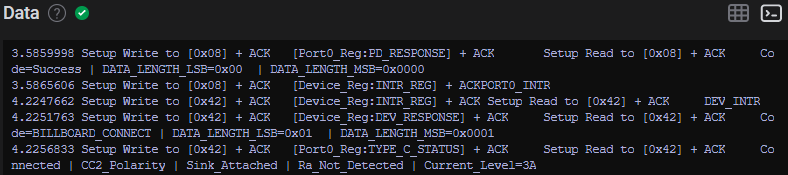 Data
3.5859998 Setup Write to [0x08] + ACK [Port0_Reg:PD_RESPONSE] + ACK Setup Read to [0x08] + ACK Co
de=Success | DATA_LENGTH_LSB=0x00 | DATA_LENGTH_MSB=0x0000
3.5865606 Setup Write to [0x08] + ACK [Device_Reg:INTR_REG] + ACKPORT0_INTR
4.2247662 Setup Write to [0x42] + ACK [Device_Reg:INTR_REG] + ACK Setup Read to [0x42] + ACK DEV_INTR
4.2251763 Setup Write to [0x42] + ACK [Device_Reg:DEV_RESPONSE] + ACK Setup Read to [0x42] + ACK Co
de=BILLBOARD_CONNECT | DATA_LENGTH_LSB=0x01 | DATA_LENGTH_MSB=0x0001
4.2256833 Setup Write to [0x42] + ACK [Port0_Reg:TYPE_C_STATUS] + ACK Setup Read to [0x42] + ACK Co
nnected | CC2_Polarity | Sink_Attached | Ra_Not_Detected | Current_Level=3A